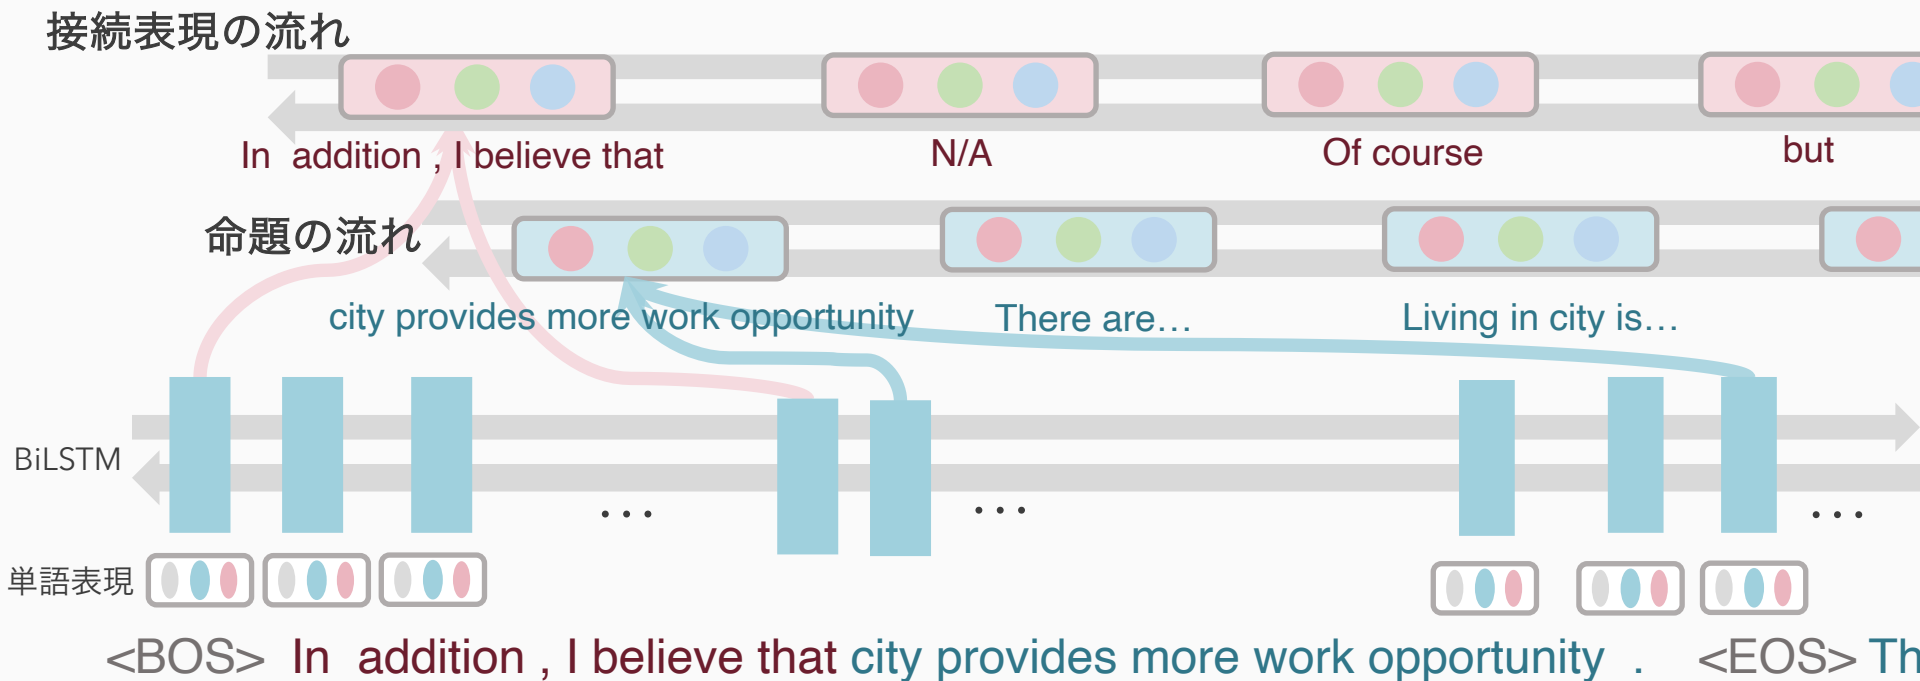 接続表現の流れ
In addition , I believe that N/A Of course but
命題の流れ
city provides more work opportunity There are… Living in city is…
BiLSTM
… … …
単語表現
<BOS> In addition , I believe that city provides more work opportunity . <EOS> Th